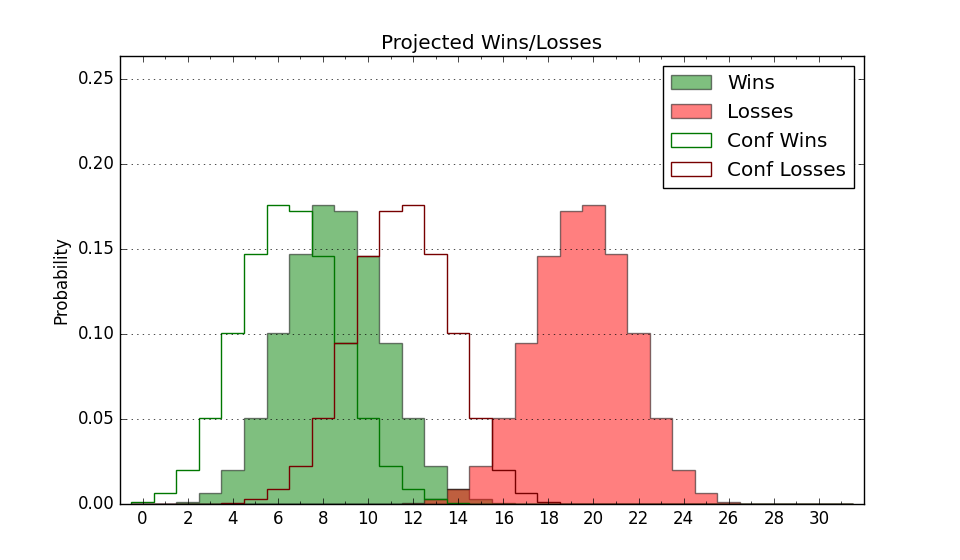 Projected Wins/Losses
0.25
0.20
0.15
0.10
0.05
0.00
Probability
Wins
Losses
Conf Wins
Conf Losses
0 2 4 6 8 10 12 14 16 18 20 22 24 26 28 30